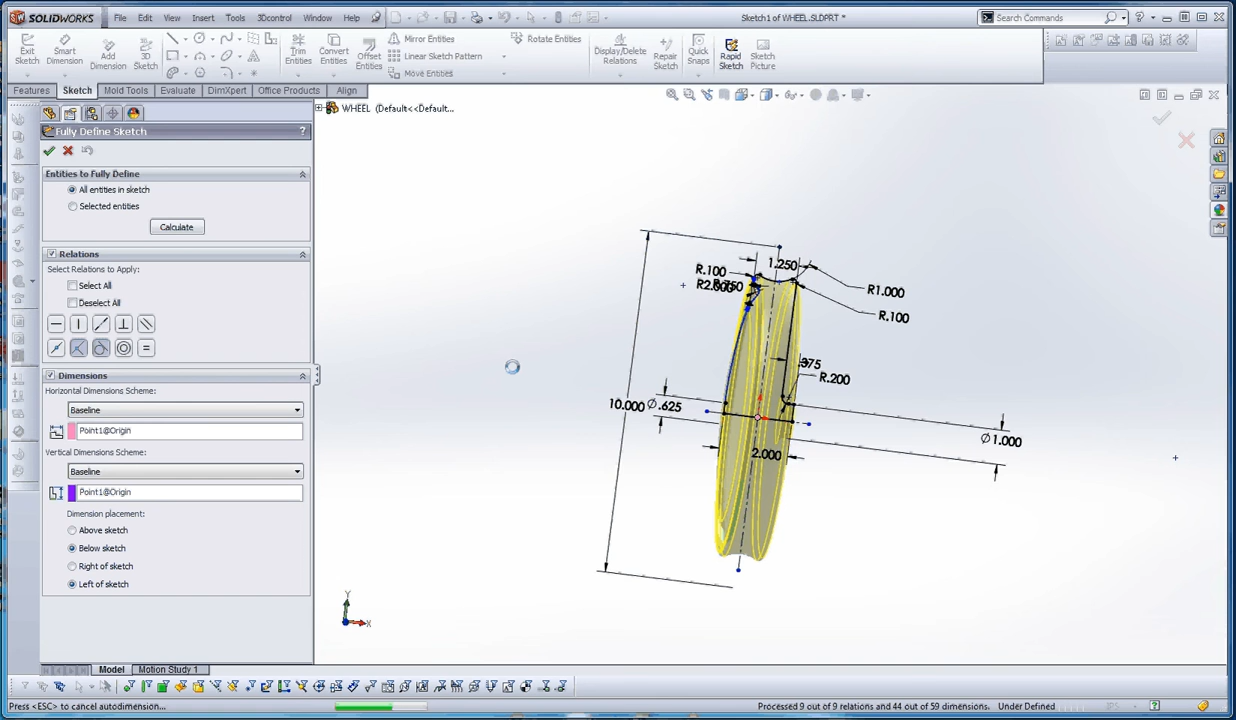 SOLIDWORKS File Edit View Insert Tools 3Dcontrol Window Help Sketch1 of WHEEL.SLDPRT * Search Commands
Exit Sketch Smart Dimension Add Dimension 3D Sketch Trim Entities Convert Entities Offset Entities Mirror Entities Linear Sketch Pattern Move Entities Rotate Entities Display/Delete Relations Repair Sketch Quick Snaps Rapid Sketch Sketch Picture
Features Sketch Mold Tools Evaluate DimXpert Office Products Align
WHEEL (Default<<Default...
Fully Define Sketch ?
Entities to Fully Define
All entities in sketch
Selected entities
Calculate
Relations
Select Relations to Apply:
Select All
Deselect All
Dimensions
Horizontal Dimensions Scheme:
Baseline
Point1@Origin
Vertical Dimensions Scheme:
Baseline
Point1@Origin
Dimension placement:
Above sketch
Below sketch
Right of sketch
Left of sketch
1.250
R.100
R1.000
R.100
.375
R.200
10.000
Ø.625
Ø1.000
2.000
Y
X
Model Motion Study 1
Press <ESC> to cancel autodimension... Processed 9 out of 9 relations and 44 out of 59 dimensions. Under Defined IPS